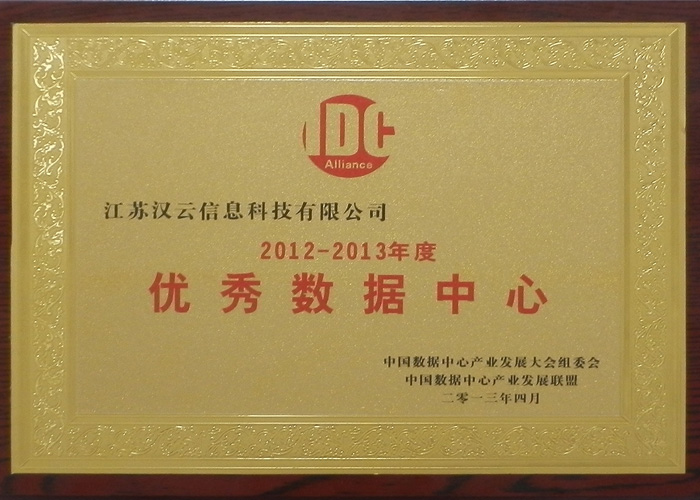 IDC
Alliance
江苏汉云信息科技有限公司
2012-2013年度
优秀数据中心
中国数据中心产业发展大会组委会
中国数据中心产业发展联盟
二零一三年四月